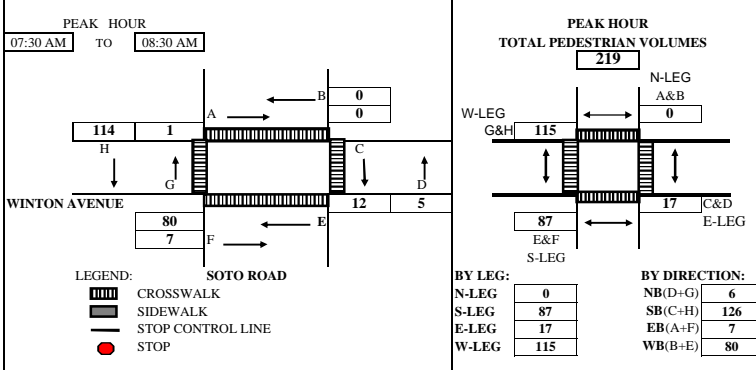 PEAK HOUR
07:30 AM TO 08:30 AM
B 0
A 0
114 1
H C
G D
WINTON AVENUE 12 5
80 E
7 F
LEGEND: SOTO ROAD
CROSSWALK
SIDEWALK
STOP CONTROL LINE
STOP
PEAK HOUR
TOTAL PEDESTRIAN VOLUMES
219
N-LEG
W-LEG A&B
G&H 115 0
17 C&D
87 E-LEG
E&F
S-LEG
BY LEG: BY DIRECTION:
N-LEG 0 NB(D+G) 6
S-LEG 87 SB(C+H) 126
E-LEG 17 EB(A+F) 7
W-LEG 115 WB(B+E) 80